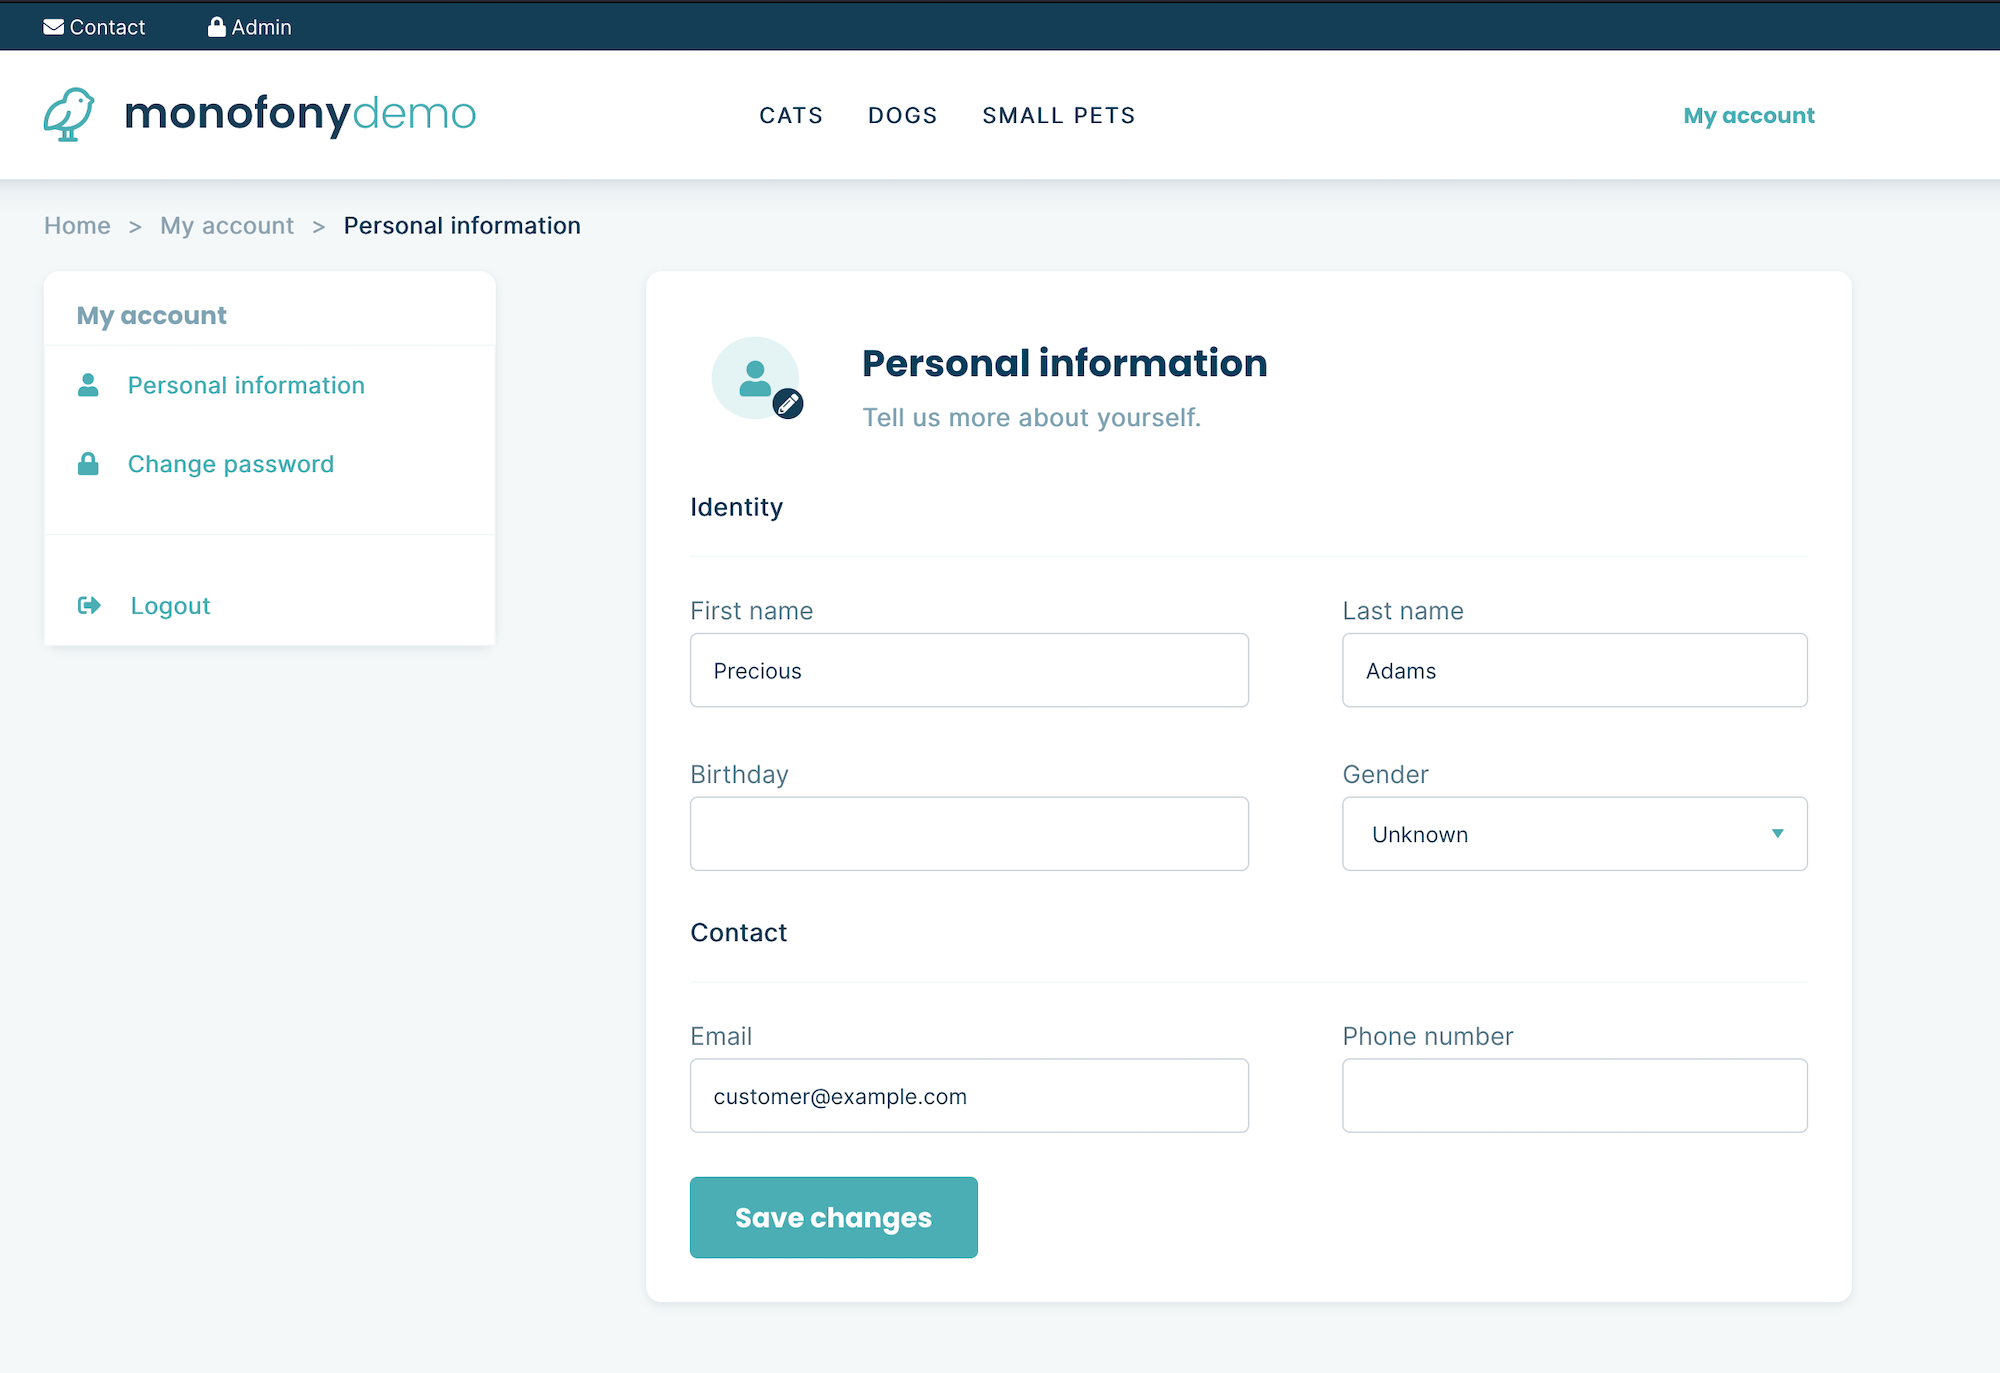 Contact Admin
monofonydemo CATS DOGS SMALL PETS My account
Home > My account > Personal information
My account
Personal information
Change password
Logout
Personal information
Tell us more about yourself.
Identity
First name Last name
Precious Adams
Birthday Gender
Unknown
Contact
Email Phone number
customer@example.com
Save changes